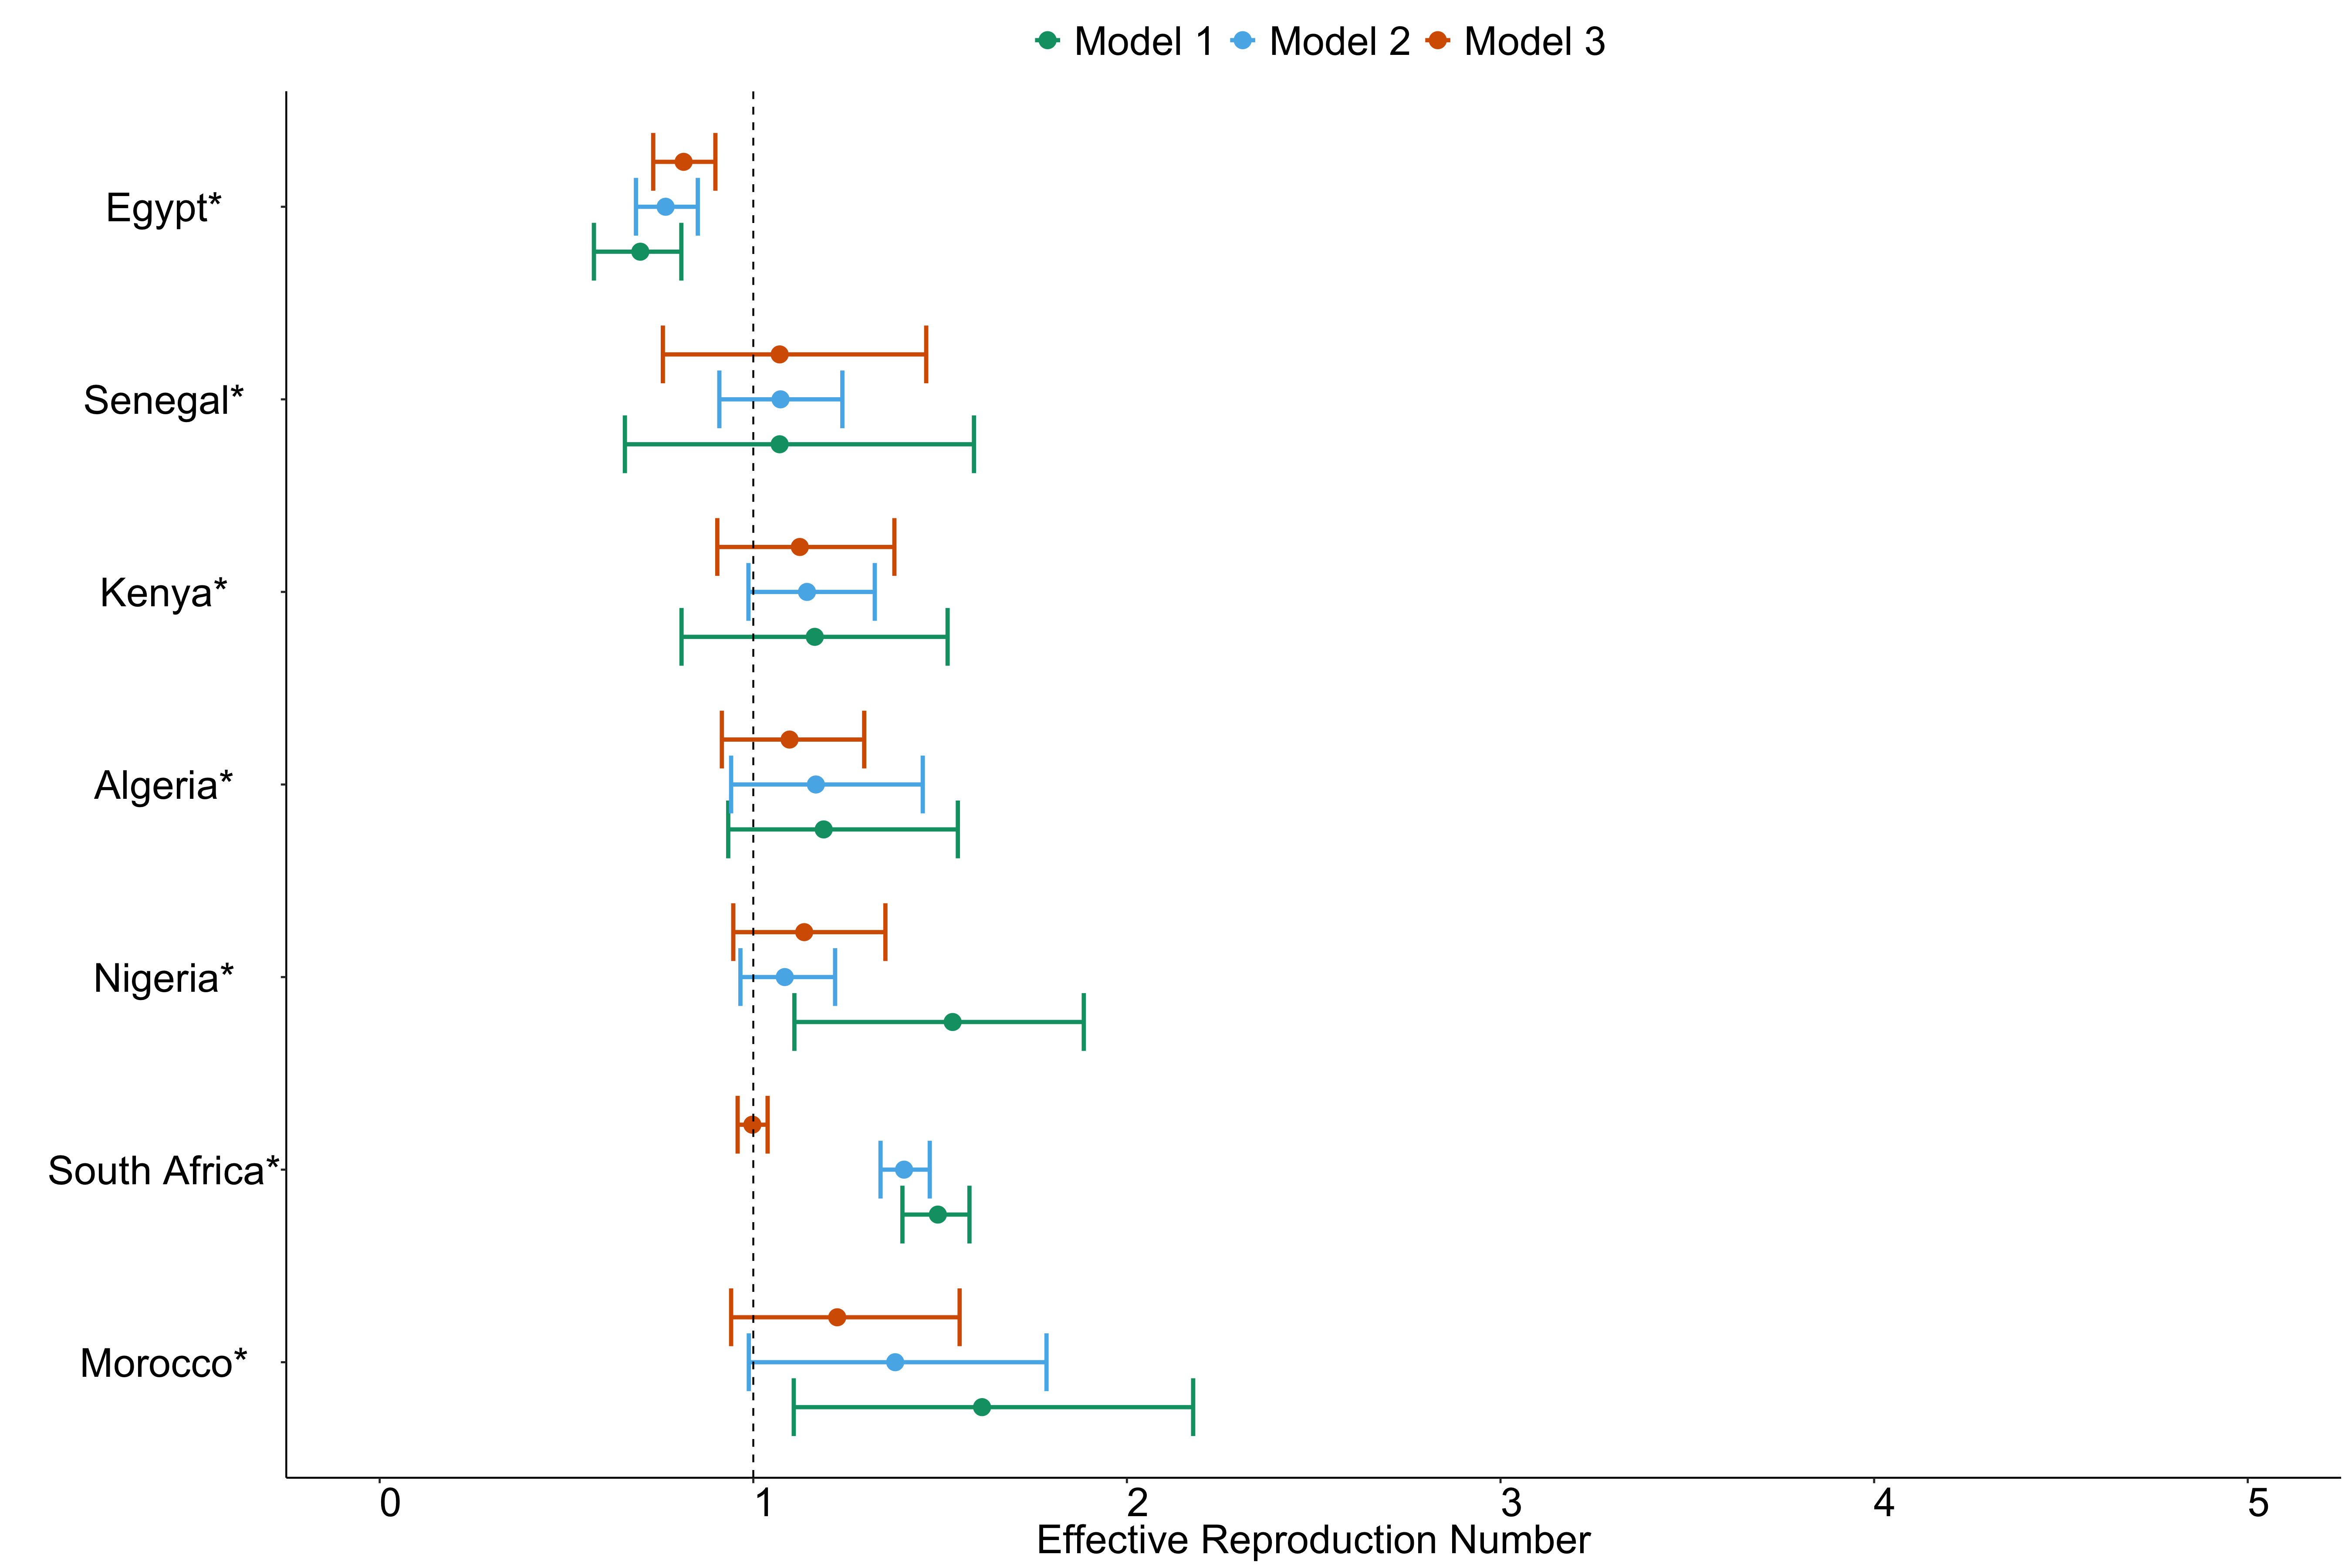 Model 1 Model 2 Model 3
Egypt*
Senegal*
Kenya*
Algeria*
Nigeria*
South Africa*
Morocco*
0 1 2 3 4 5
Effective Reproduction Number